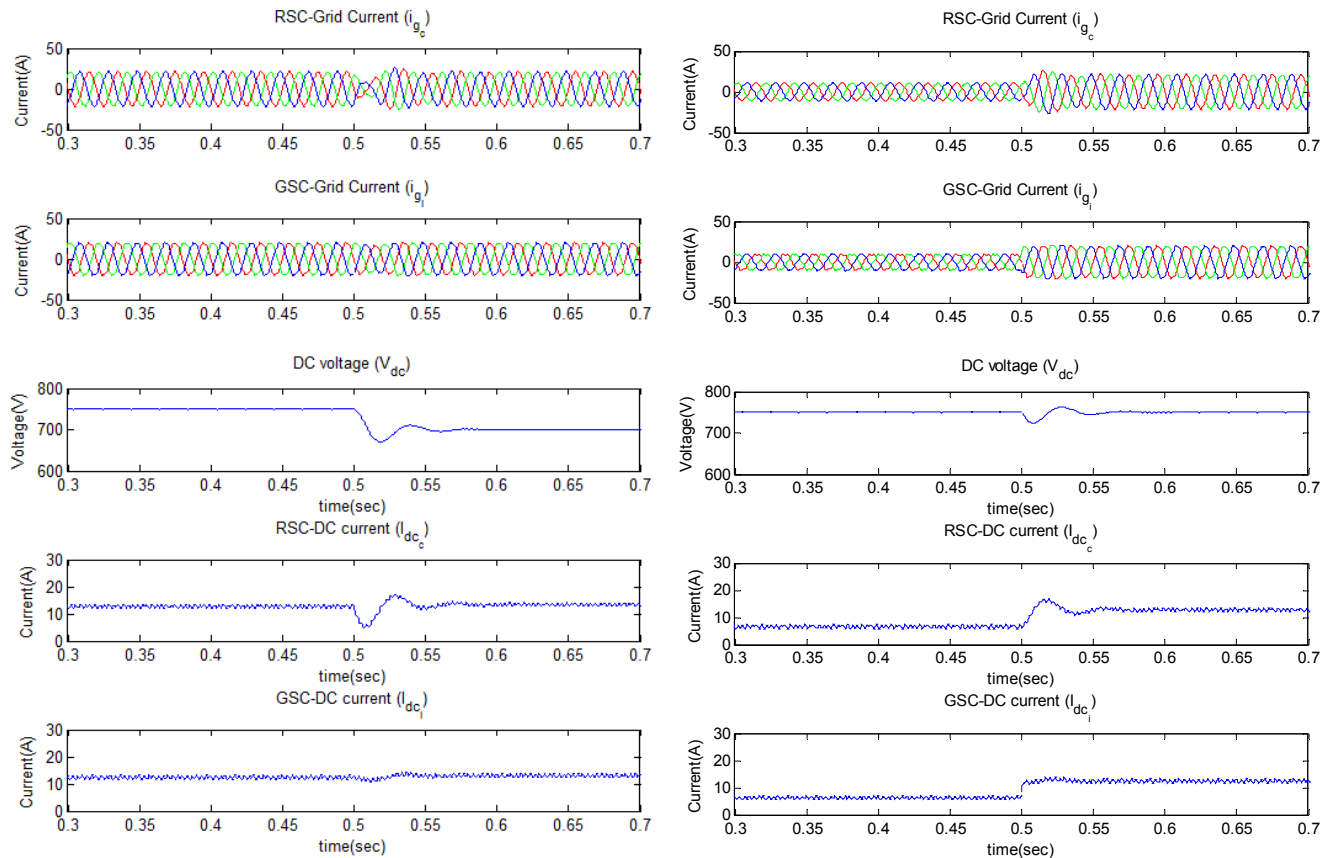 RSC-Grid Current (i_g_c)
Current(A)
50
0
-50
0.3 0.35 0.4 0.45 0.5 0.55 0.6 0.65 0.7
GSC-Grid Current (i_g_i)
Current(A)
50
0
-50
0.3 0.35 0.4 0.45 0.5 0.55 0.6 0.65 0.7
DC voltage (V_dc)
Voltage(V)
800
700
600
0.3 0.35 0.4 0.45 0.5 0.55 0.6 0.65 0.7
time(sec)
RSC-DC current (I_dc_c)
Current(A)
30
20
10
0
0.3 0.35 0.4 0.45 0.5 0.55 0.6 0.65 0.7
time(sec)
GSC-DC current (I_dc_i)
Current(A)
30
20
10
0
0.3 0.35 0.4 0.45 0.5 0.55 0.6 0.65 0.7
time(sec)
RSC-Grid Current (i_g_c)
Current(A)
50
0
-50
0.3 0.35 0.4 0.45 0.5 0.55 0.6 0.65 0.7
GSC-Grid Current (i_g_i)
Current(A)
50
0
-50
0.3 0.35 0.4 0.45 0.5 0.55 0.6 0.65 0.7
DC voltage (V_dc)
Voltage(V)
800
700
600
0.3 0.35 0.4 0.45 0.5 0.55 0.6 0.65 0.7
time(sec)
RSC-DC current (I_dc_c)
Current(A)
30
20
10
0
0.3 0.35 0.4 0.45 0.5 0.55 0.6 0.65 0.7
time(sec)
GSC-DC current (I_dc_i)
Current(A)
30
20
10
0
0.3 0.35 0.4 0.45 0.5 0.55 0.6 0.65 0.7
time(sec)